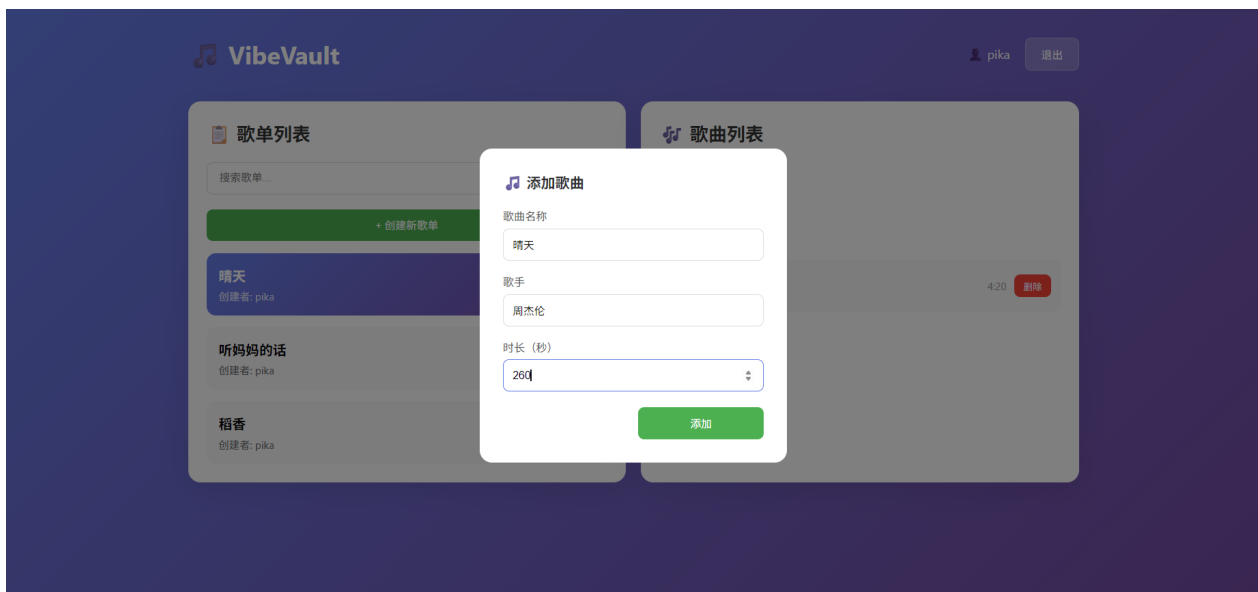 VibeVault
pika
退出
歌单列表
搜索歌单...
+ 创建新歌单
晴天
创建者: pika
听妈妈的话
创建者: pika
稻香
创建者: pika
歌曲列表
4:20
删除
添加歌曲
歌曲名称
晴天
歌手
周杰伦
时长（秒）
260
添加